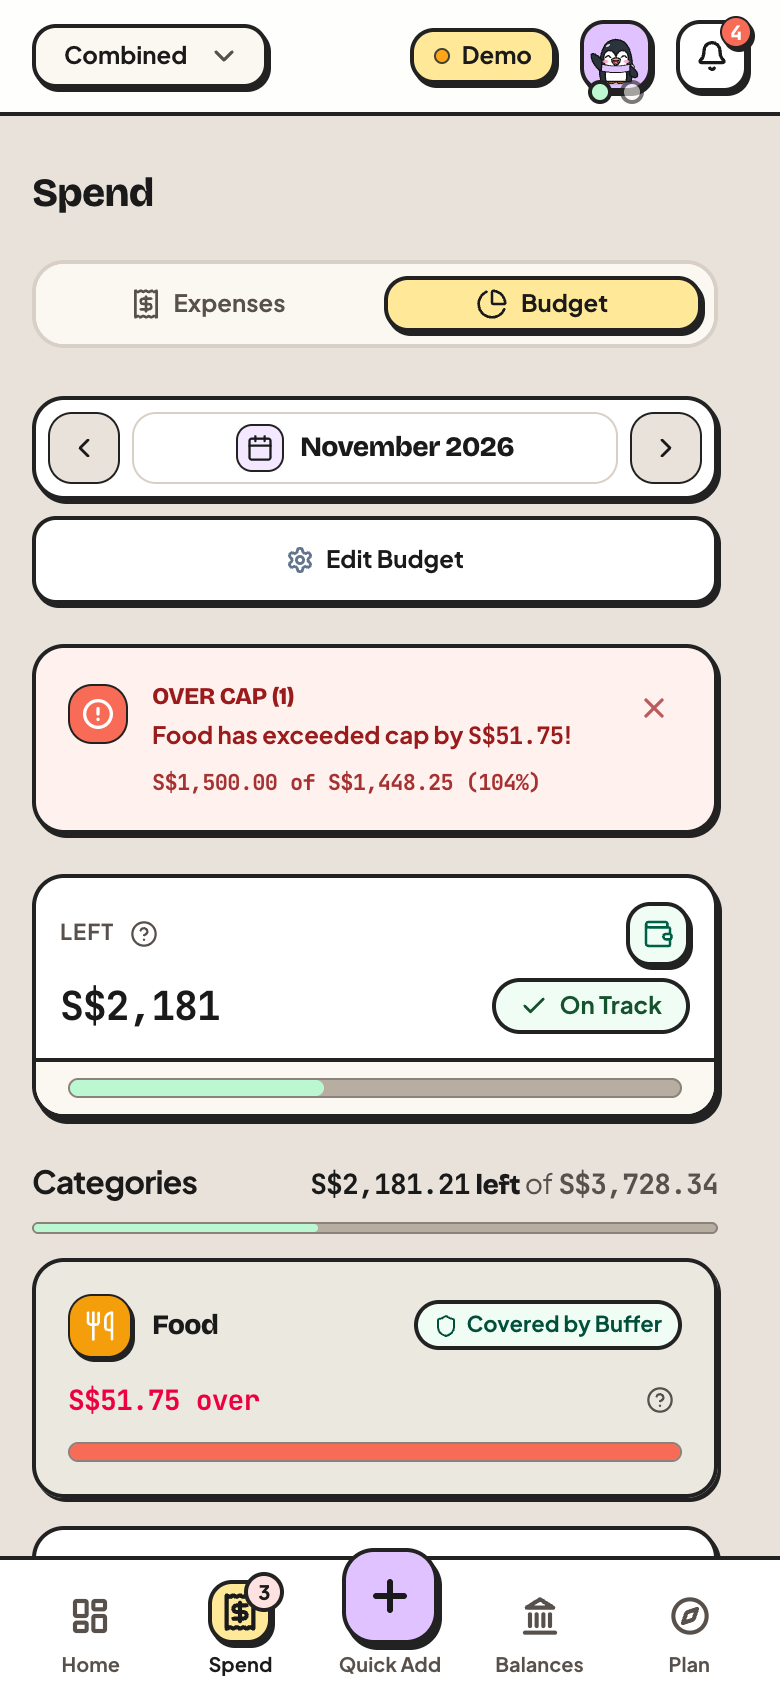 Combined
Demo
4
Spend
Expenses
Budget
November 2026
Edit Budget
OVER CAP (1)
Food has exceeded cap by S$51.75!
S$1,500.00 of S$1,448.25 (104%)
LEFT
S$2,181
On Track
Categories
S$2,181.21 left of S$3,728.34
Food
Covered by Buffer
S$51.75 over
3
Home
Spend
Quick Add
Balances
Plan